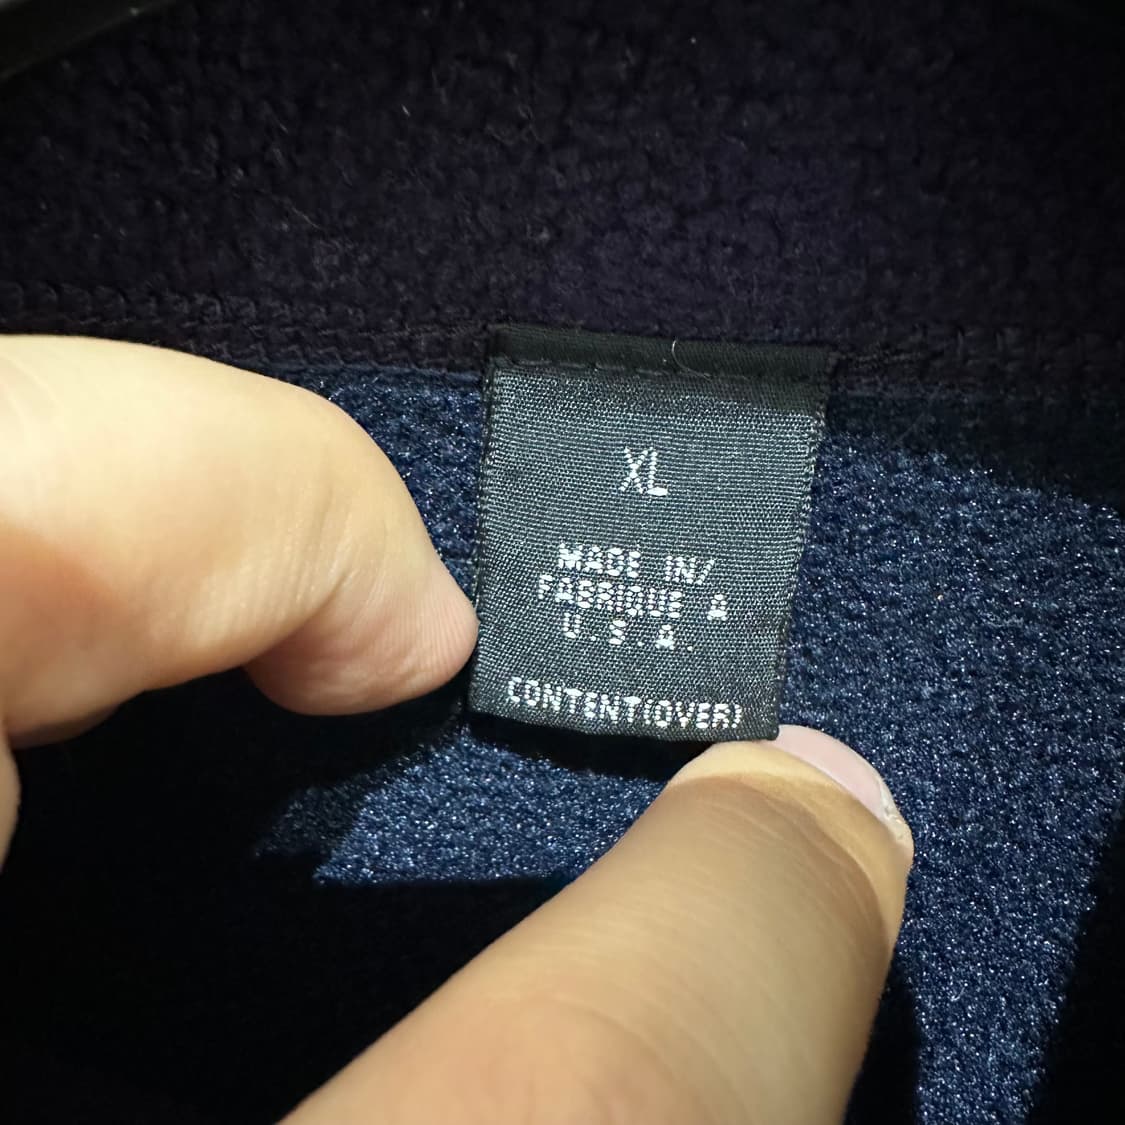 XL
MADE IN/
FABRIQUE A
U.S.A.
CONTENT(OVER)